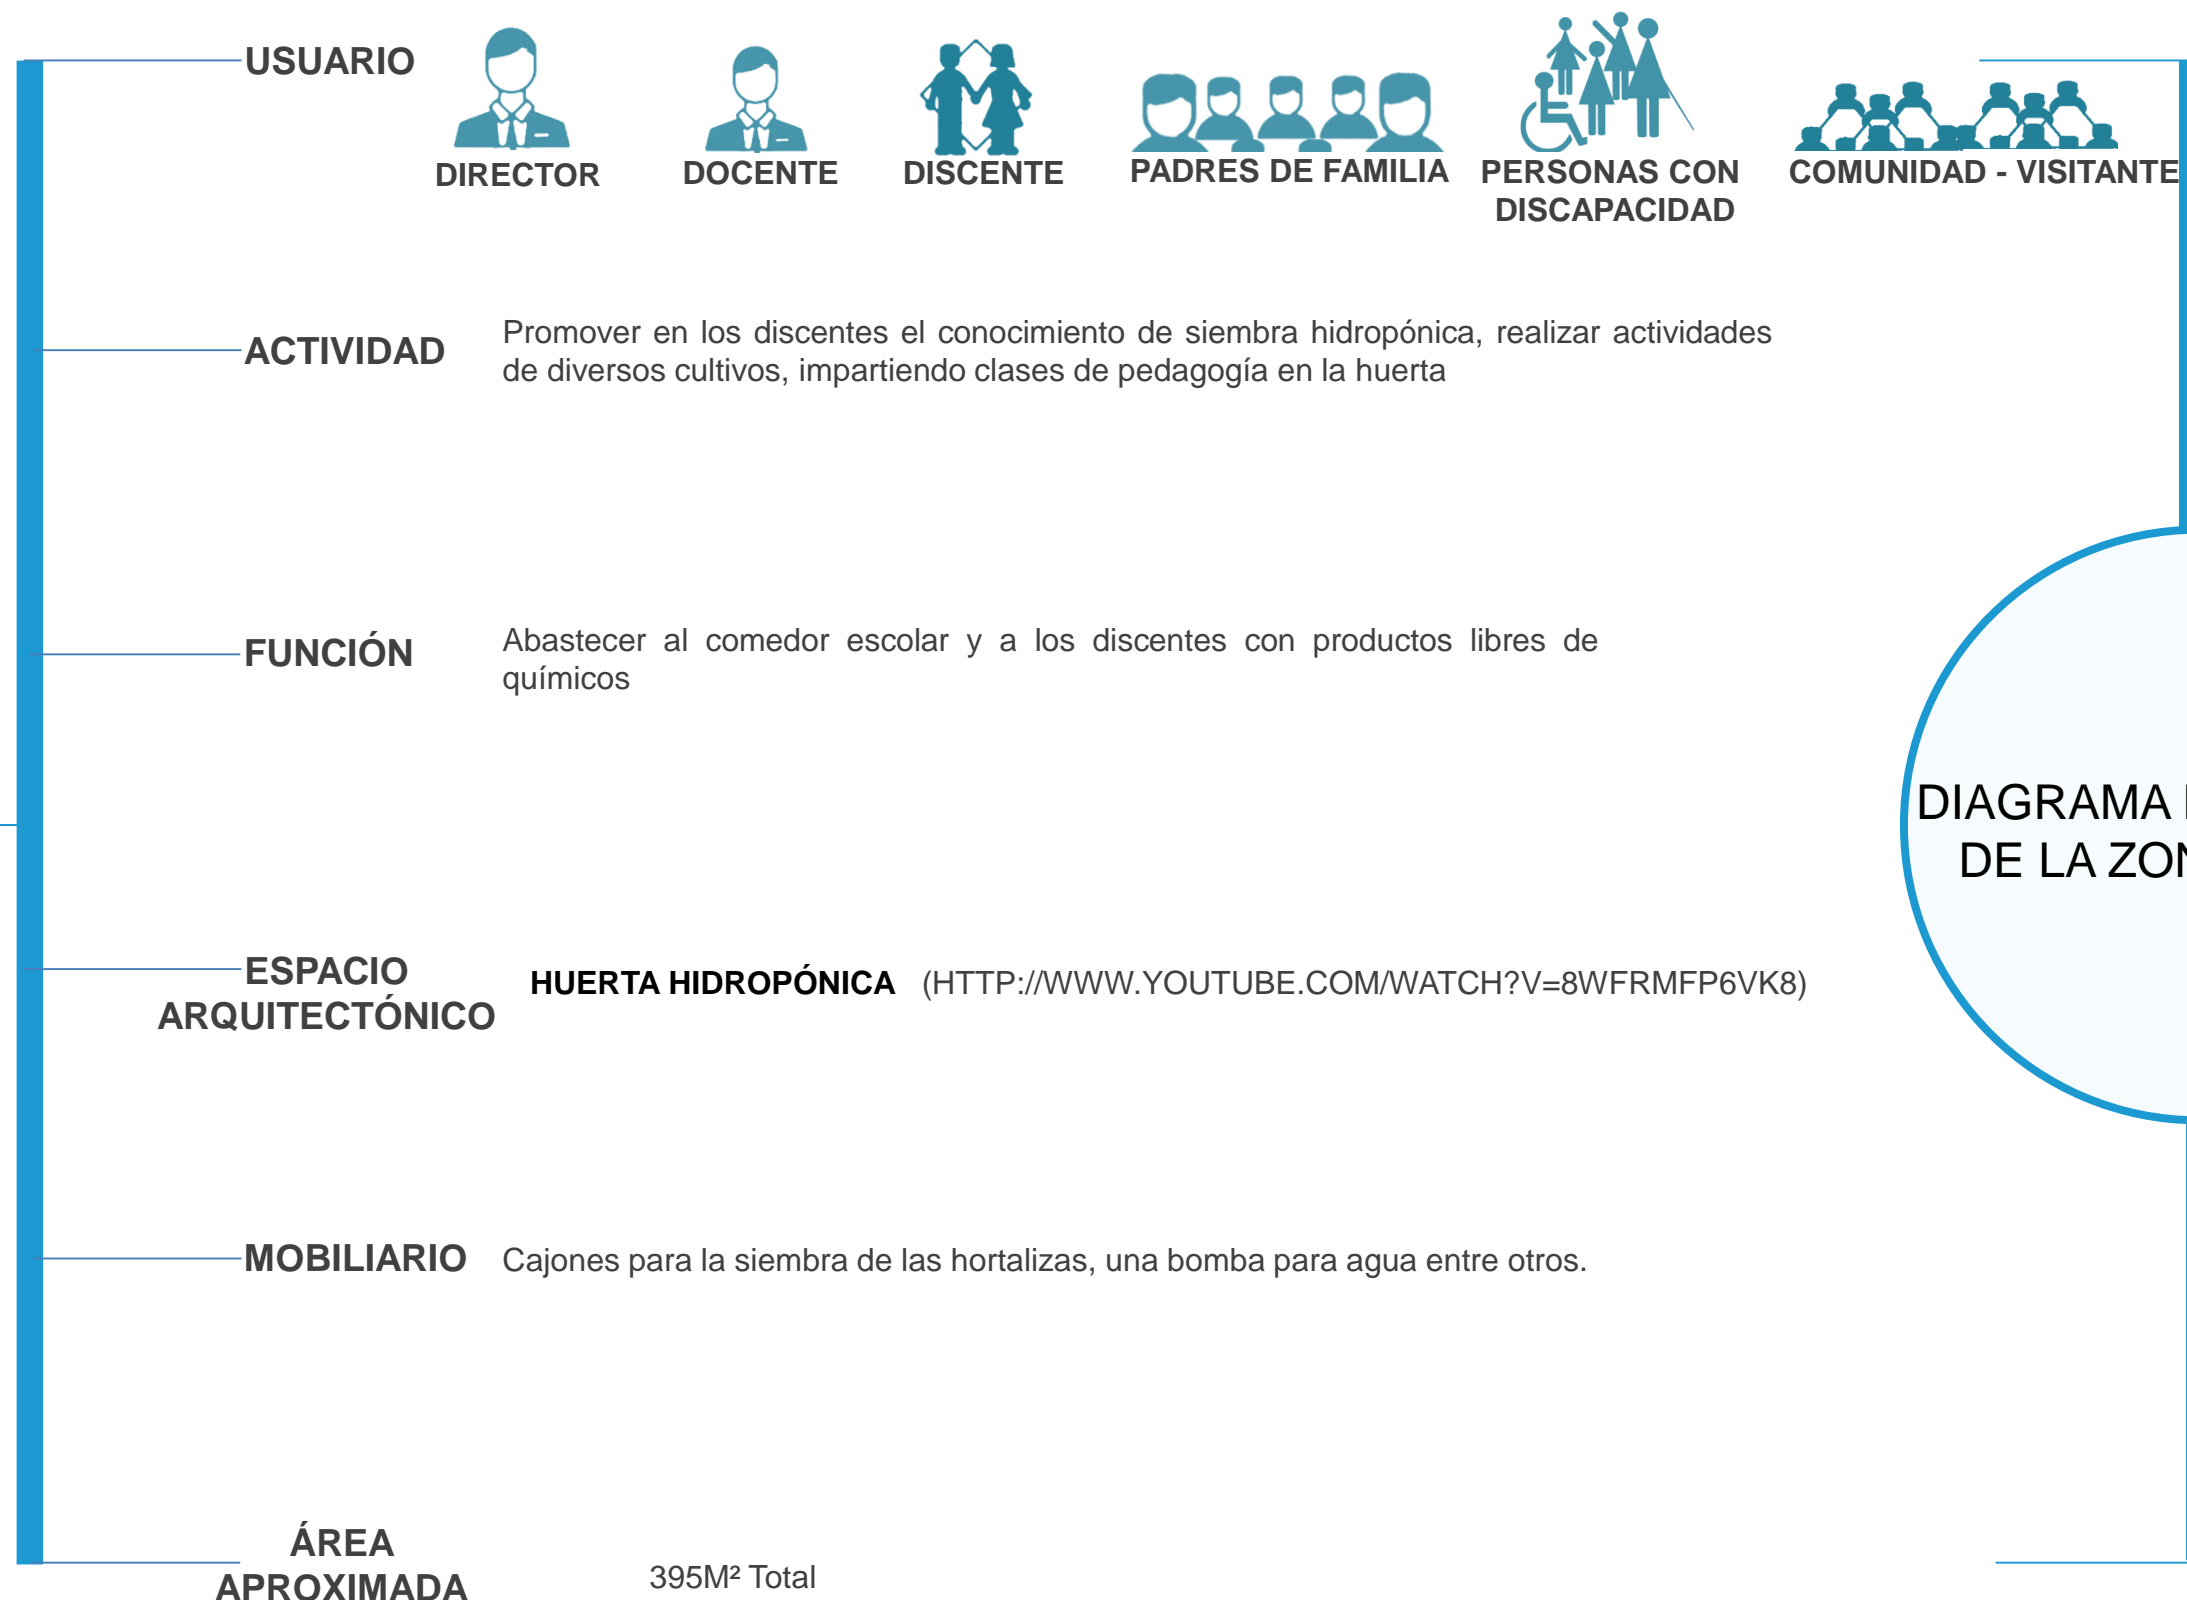 USUARIO
DIRECTOR
DOCENTE
DISCENTE
PADRES DE FAMILIA
PERSONAS CON
DISCAPACIDAD
COMUNIDAD - VISITANTE
ACTIVIDAD
Promover en los discentes el conocimiento de siembra hidropónica, realizar actividades
de diversos cultivos, impartiendo clases de pedagogía en la huerta
FUNCIÓN
Abastecer al comedor escolar y a los discentes con productos libres de
químicos
DIAGRAMA
DE LA
ESPACIO
ARQUITECTÓNICO
HUERTA HIDROPÓNICA (HTTP://WWW.YOUTUBE.COM/WATCH?V=8WFRMFP6VK8)
MOBILIARIO
Cajones para la siembra de las hortalizas, una bomba para agua entre otros.
ÁREA
APROXIMADA
395M² Total